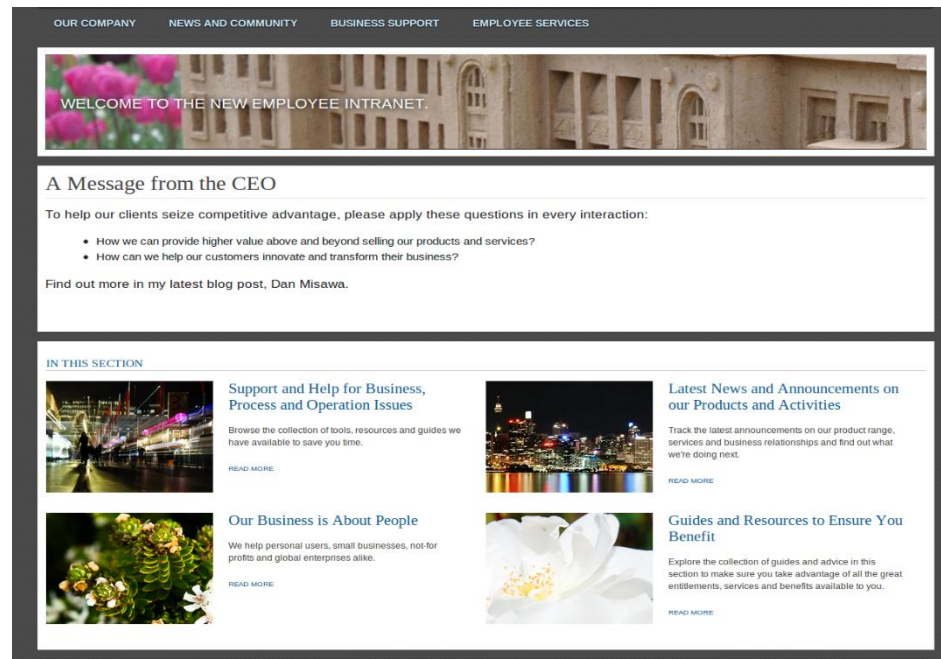 OUR COMPANY NEWS AND COMMUNITY BUSINESS SUPPORT EMPLOYEE SERVICES
WELCOME TO THE NEW EMPLOYEE INTRANET.
A Message from the CEO
To help our clients seize competitive advantage, please apply these questions in every interaction:
• How we can provide higher value above and beyond selling our products and services?
• How can we help our customers innovate and transform their business?
Find out more in my latest blog post, Dan Misawa.
IN THIS SECTION
Support and Help for Business,
Process and Operation Issues
Browse the collection of tools, resources and guides we
have available to save you time.
READ MORE
Latest News and Announcements on
our Products and Activities
Track the latest announcements on our product range,
services and business relationships and find out what
we're doing next.
READ MORE
Our Business is About People
We help personal users, small businesses, not-for
profits and global enterprises alike.
READ MORE
Guides and Resources to Ensure You
Benefit
Explore the collection of guides and advice in this
section to make sure you take advantage of all the great
entitlements, services and benefits available to you.
READ MORE